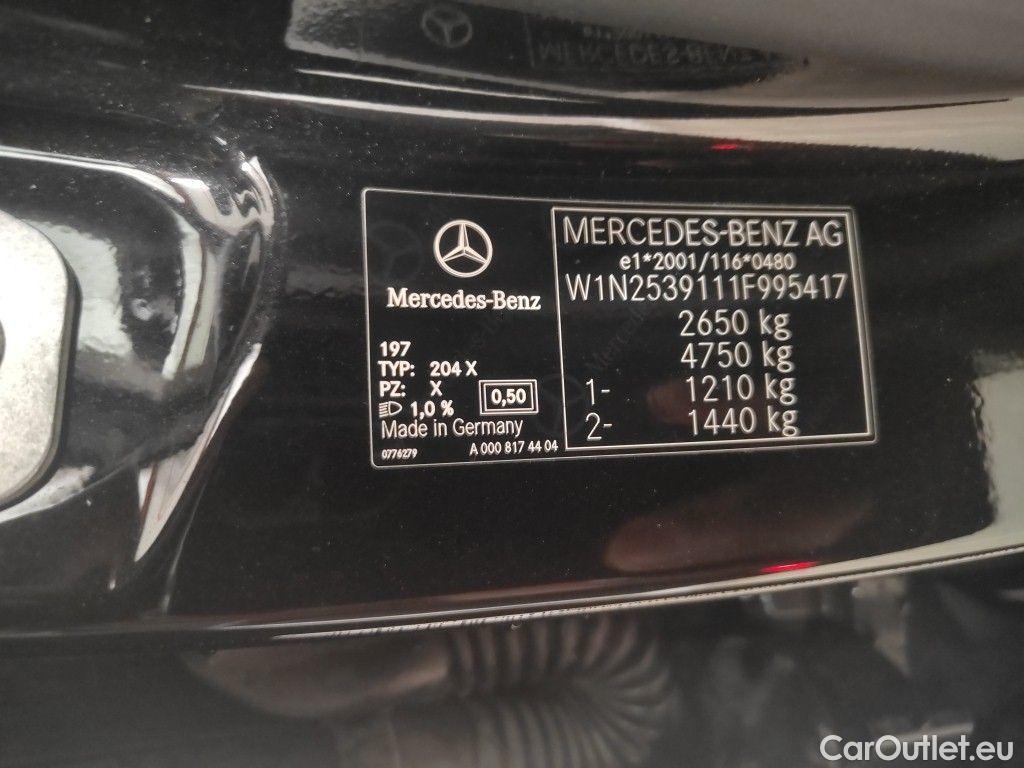 Mercedes-Benz
197
TYP: 204 X
PZ: X
1,0 %
0,50
Made in Germany
0776279
A 000 817 44 04
MERCEDES-BENZ AG
e1*2001/116*0480
W1N2539111F995417
2650 kg
4750 kg
1- 1210 kg
2- 1440 kg
CarOutlet.eu